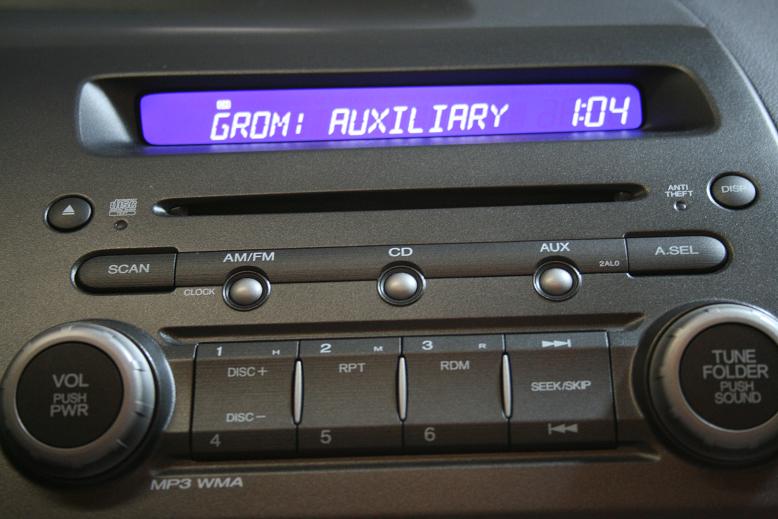 GROM: AUXILIARY 1:04
ANTI
THEFT
DISP
SCAN
AM/FM
CD
AUX
A.SEL
CLOCK
2AL0
VOL
PUSH
PWR
1 H
2 M
3 R
DISC+
RPT
RDM
SEEK/SKIP
DISC–
4
5
6
TUNE
FOLDER
PUSH
SOUND
MP3 WMA